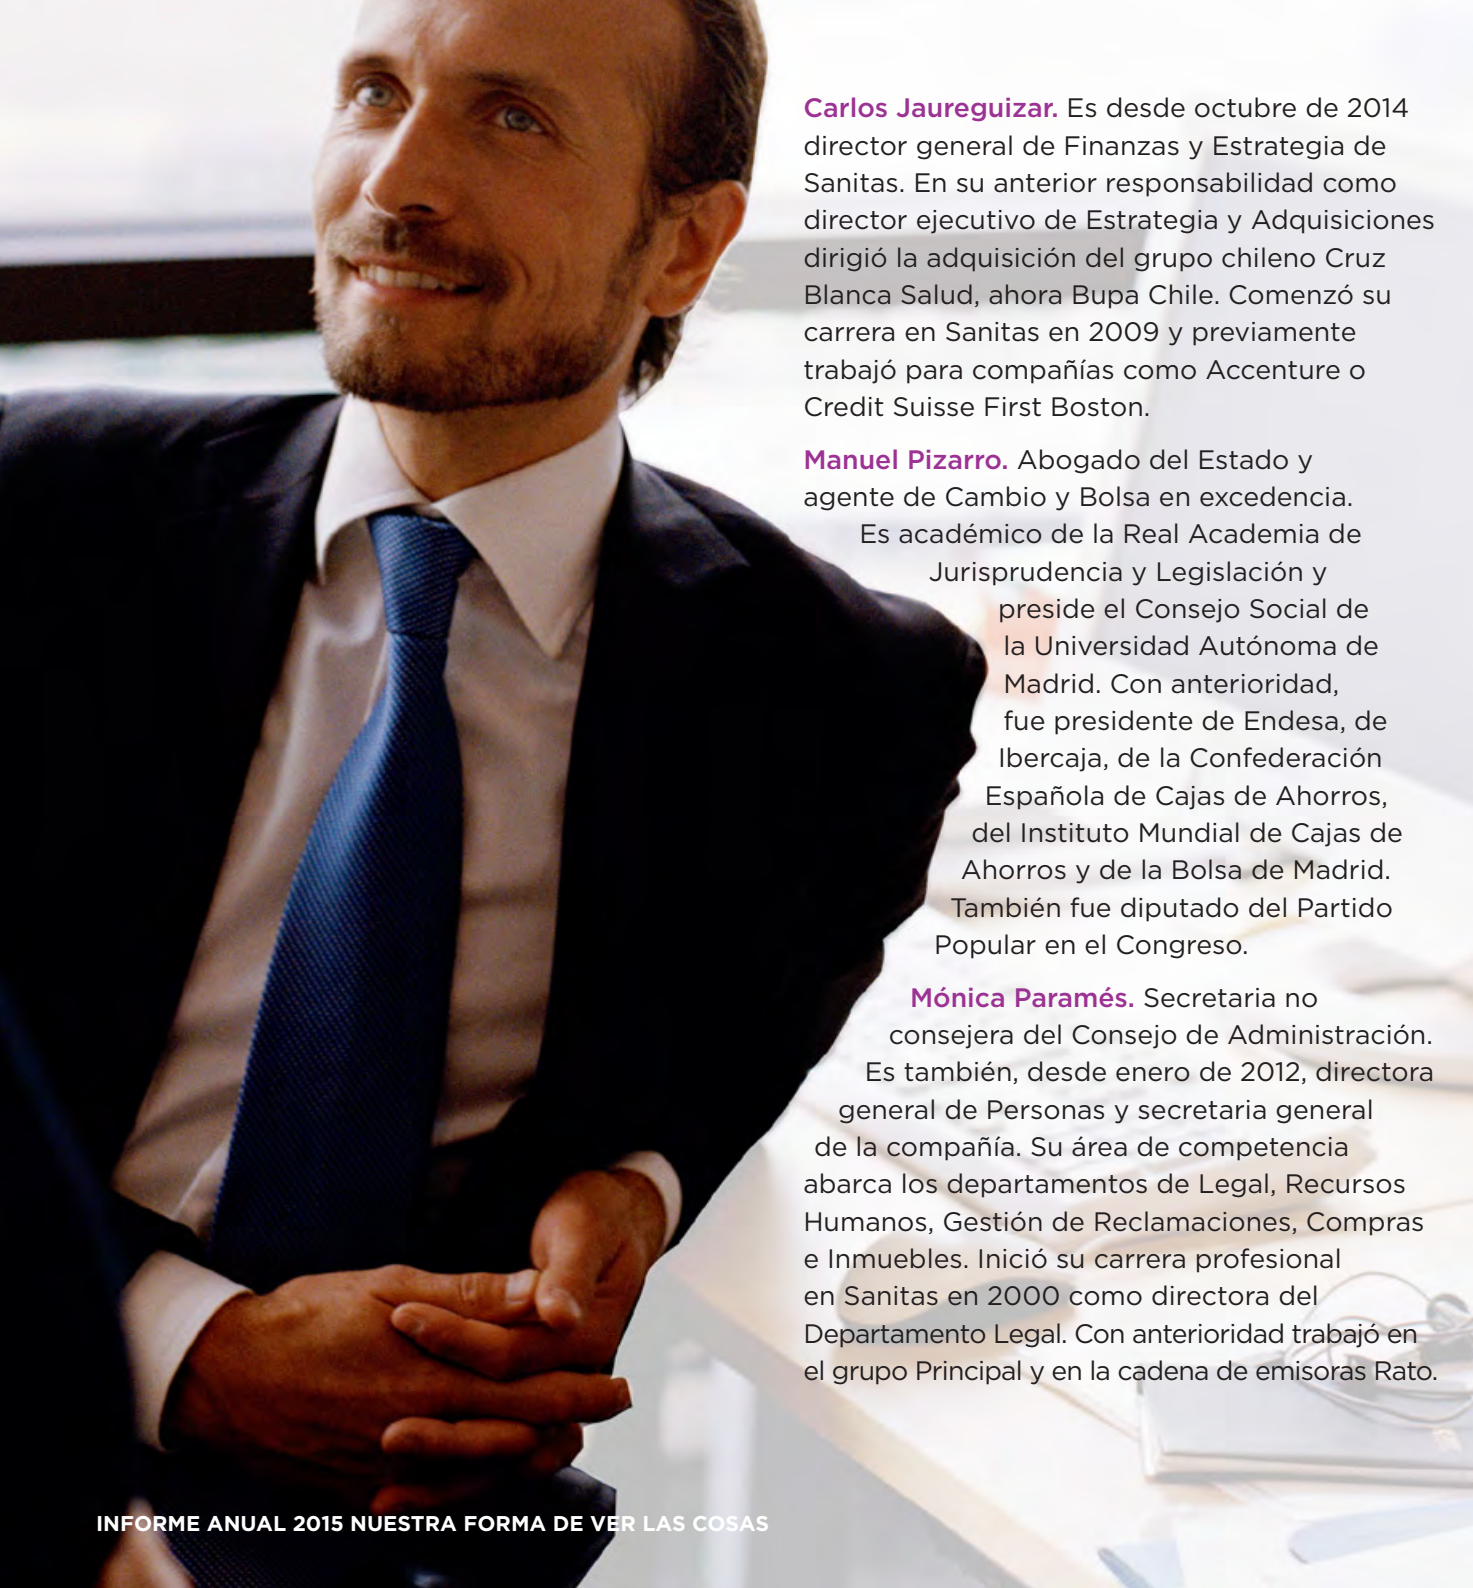 Carlos Jaureguizar. Es desde octubre de 2014
director general de Finanzas y Estrategia de
Sanitas. En su anterior responsabilidad como
director ejecutivo de Estrategia y Adquisiciones
dirigió la adquisición del grupo chileno Cruz
Blanca Salud, ahora Bupa Chile. Comenzó su
carrera en Sanitas en 2009 y previamente
trabajó para compañías como Accenture o
Credit Suisse First Boston.
Manuel Pizarro. Abogado del Estado y
agente de Cambio y Bolsa en excedencia.
Es académico de la Real Academia de
Jurisprudencia y Legislación y
preside el Consejo Social de
la Universidad Autónoma de
Madrid. Con anterioridad,
fue presidente de Endesa, de
Ibercaja, de la Confederación
Española de Cajas de Ahorros,
del Instituto Mundial de Cajas de
Ahorros y de la Bolsa de Madrid.
También fue diputado del Partido
Popular en el Congreso.
Mónica Paramés. Secretaria no
consejera del Consejo de Administración.
Es también, desde enero de 2012, directora
general de Personas y secretaria general
de la compañía. Su área de competencia
abarca los departamentos de Legal, Recursos
Humanos, Gestión de Reclamaciones, Compras
e Inmuebles. Inició su carrera profesional
en Sanitas en 2000 como directora del
Departamento Legal. Con anterioridad trabajó en
el grupo Principal y en la cadena de emisoras Rato.
INFORME ANUAL 2015 NUESTRA FORMA DE VER LAS COSAS